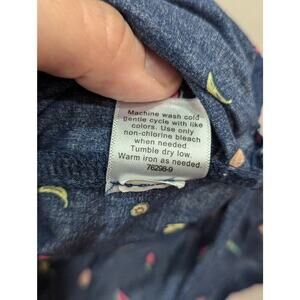 Machine wash cold
gentle cycle with like
colors. Use only
non-chlorine bleach
when needed.
Tumble dry low.
Warm iron as needed.
76298-9